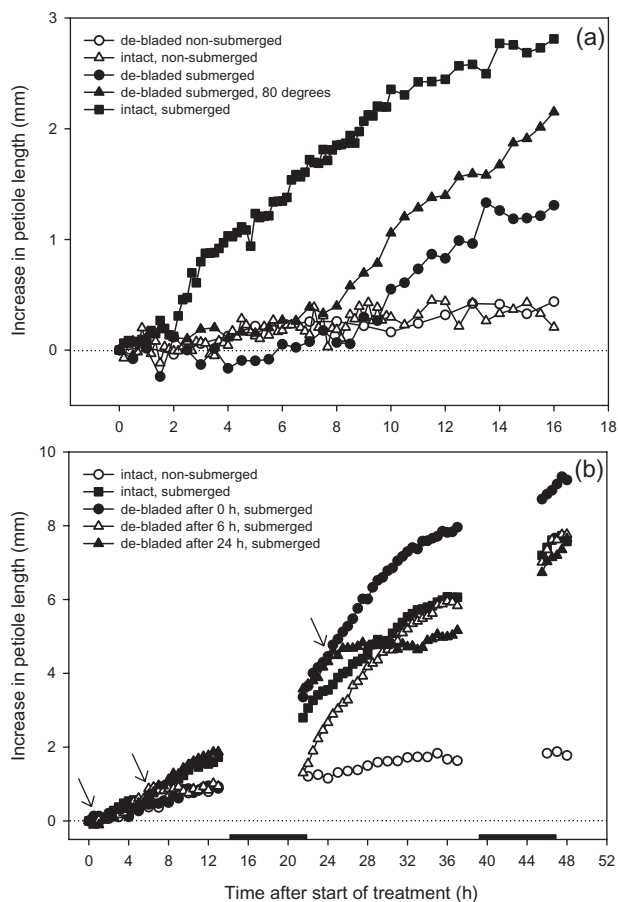 (a)
de-bladed non-submerged
intact, non-submerged
de-bladed submerged
de-bladed submerged, 80 degrees
intact, submerged
Increase in petiole length (mm)
3
2
1
0
0 2 4 6 8 10 12 14 16 18
(b)
intact, non-submerged
intact, submerged
de-bladed after 0 h, submerged
de-bladed after 6 h, submerged
de-bladed after 24 h, submerged
Increase in petiole length (mm)
10
8
6
4
2
0
0 4 8 12 16 20 24 28 32 36 40 44 48 52
Time after start of treatment (h)